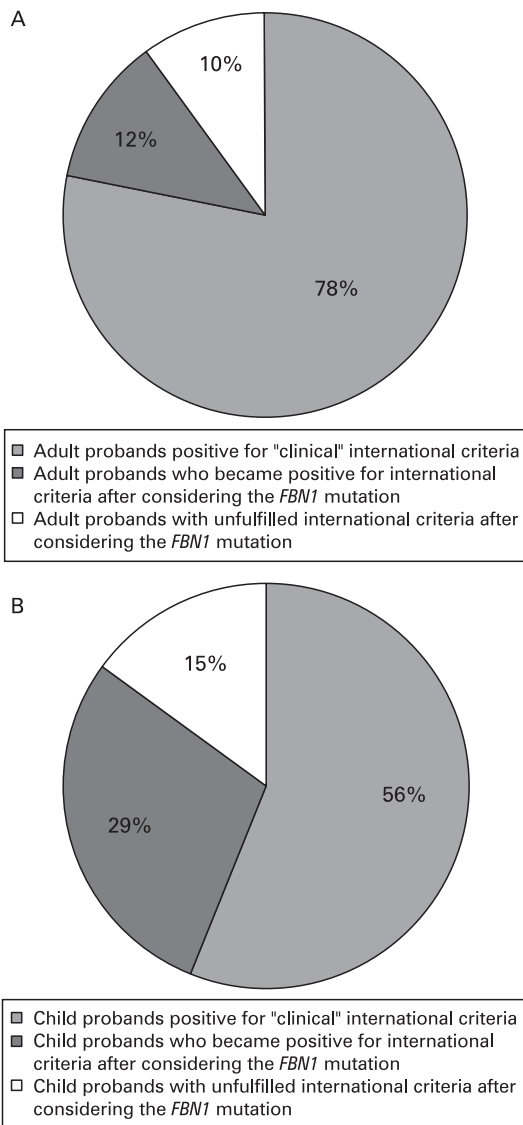 A
10%
12%
78%
Adult probands positive for "clinical" international criteria
Adult probands who became positive for international
criteria after considering the FBN1 mutation
Adult probands with unfulfilled international criteria after
considering the FBN1 mutation
B
15%
56%
29%
Child probands positive for "clinical" international criteria
Child probands who became positive for international
criteria after considering the FBN1 mutation
Child probands with unfulfilled international criteria after
considering the FBN1 mutation